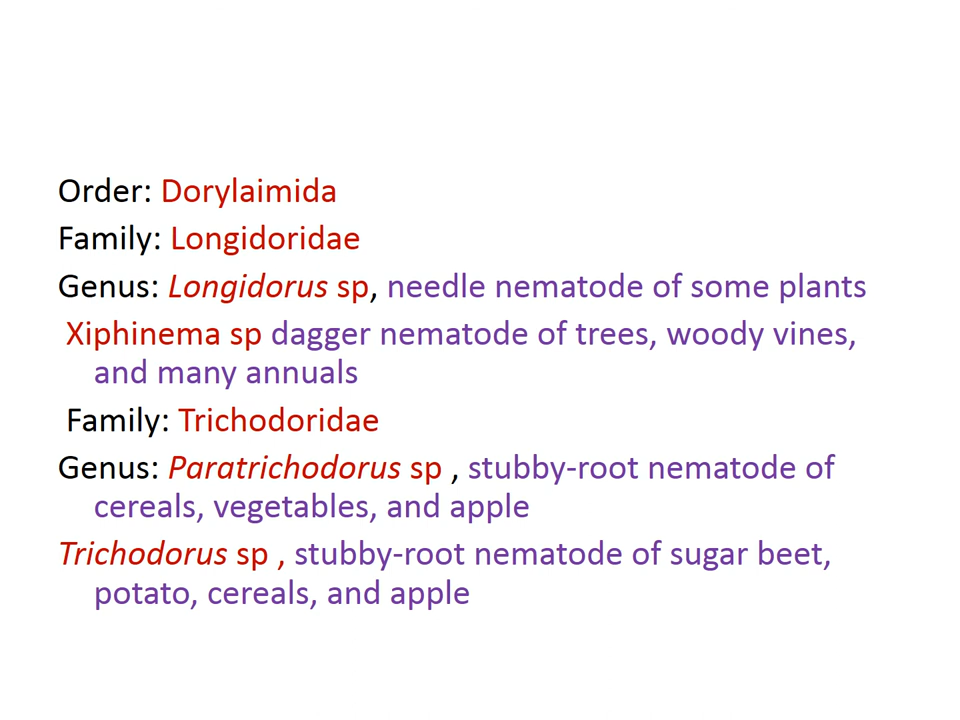 Order: Dorylaimida
Family: Longidoridae
Genus: Longidorus sp, needle nematode of some plants
Xiphinema sp dagger nematode of trees, woody vines,
and many annuals
Family: Trichodoridae
Genus: Paratrichodorus sp , stubby-root nematode of
cereals, vegetables, and apple
Trichodorus sp , stubby-root nematode of sugar beet,
potato, cereals, and apple